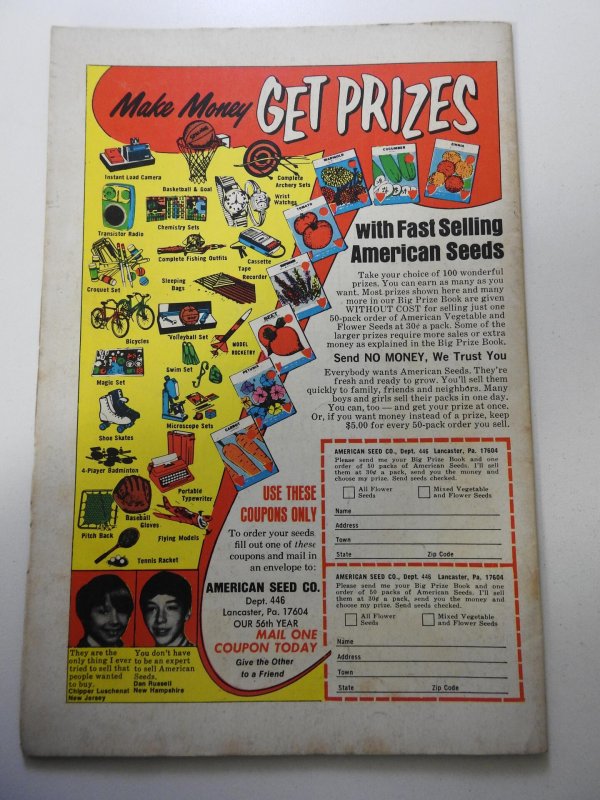 Make Money GET PRIZES
Instant Load Camera
Basketball & Goal
Complete
Archery Sets
Wrist
Watches
Transistor Radio
Chemistry Sets
Complete Fishing Outfits
Cassette
Tape
Recorder
Croquet Set
Sleeping
Bags
Bicycles
Volleyball Set
MODEL
ROCKETRY
Magic Set
Swim Set
Shoe Skates
Microscope Sets
4-Player Badminton
Portable
Typewriter
Pitch Back
Baseball
Gloves
Flying Models
Tennis Racket
MARIGOLD
CUCUMBER
ZINNIA
TOMATO
BEET
PETUNIA
CARROT
with Fast Selling
American Seeds
Take your choice of 100 wonderful
prizes. You can earn as many as you
want. Most prizes shown here and many
more in our Big Prize Book are given
WITHOUT COST for selling just one
50-pack order of American Vegetable and
Flower Seeds at 30¢ a pack. Some of the
larger prizes require more sales or extra
money as explained in the Big Prize Book.
Send NO MONEY, We Trust You
Everybody wants American Seeds. They're
fresh and ready to grow. You'll sell them
quickly to family, friends and neighbors. Many
boys and girls sell their packs in one day.
You can, too — and get your prize at once.
Or, if you want money instead of a prize, keep
$5.00 for every 50-pack order you sell.
USE THESE
COUPONS ONLY
To order your seeds
fill out one of these
coupons and mail in
an envelope to:
AMERICAN SEED CO.
Dept. 446
Lancaster, Pa. 17604
OUR 56th YEAR
MAIL ONE
COUPON TODAY
Give the Other
to a Friend
They are the
only thing I ever
tried to sell that
people wanted
to buy.
Chipper Luschenat
New Jersey
You don't have
to be an expert
to sell American
Seeds.
Dan Russell
New Hampshire
AMERICAN SEED CO., Dept. 446 Lancaster, Pa. 17604
Please send me your Big Prize Book and one
order of 50 packs of American Seeds. I'll sell
them at 30¢ a pack, send you the money and
choose my prize. Send seeds checked.
All Flower
Seeds
Mixed Vegetable
and Flower Seeds
Name
Address
Town
State Zip Code
AMERICAN SEED CO., Dept. 446 Lancaster, Pa. 17604
Please send me your Big Prize Book and one
order of 50 packs of American Seeds. I'll sell
them at 30¢ a pack, send you the money and
choose my prize. Send seeds checked.
All Flower
Seeds
Mixed Vegetable
and Flower Seeds
Name
Address
Town
State Zip Code